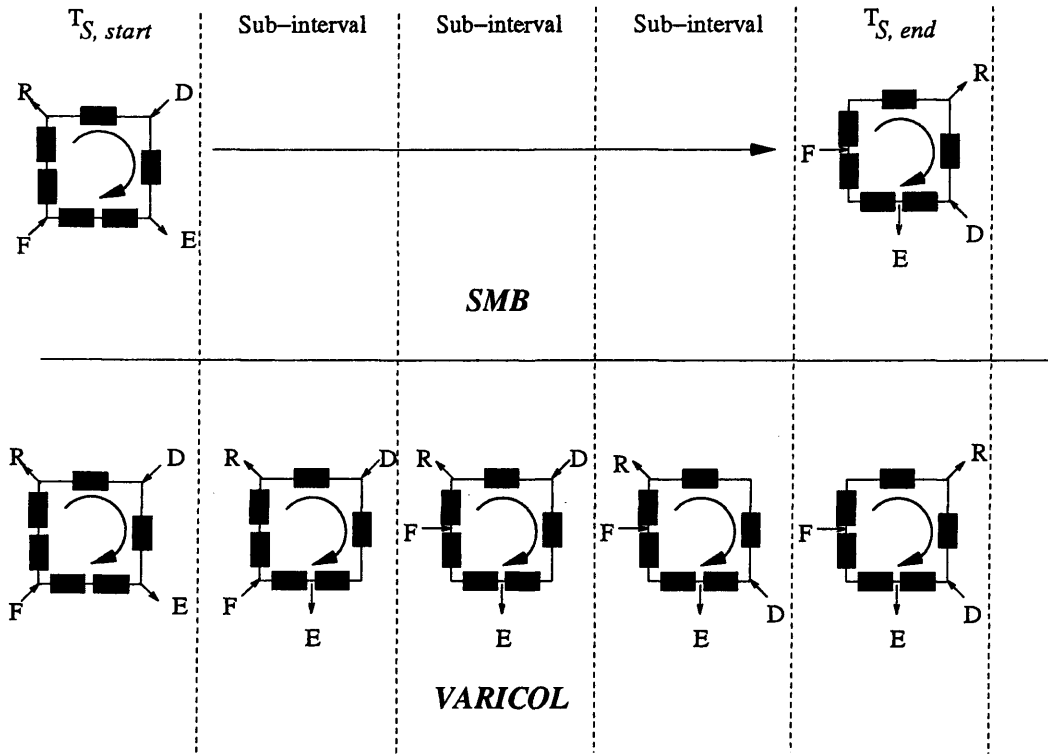 T_S, start Sub–interval Sub–interval Sub–interval T_S, end
R D R
F
F E E D
SMB
R D R D R D R R
F F F
F E F D D
E E E E
VARICOL